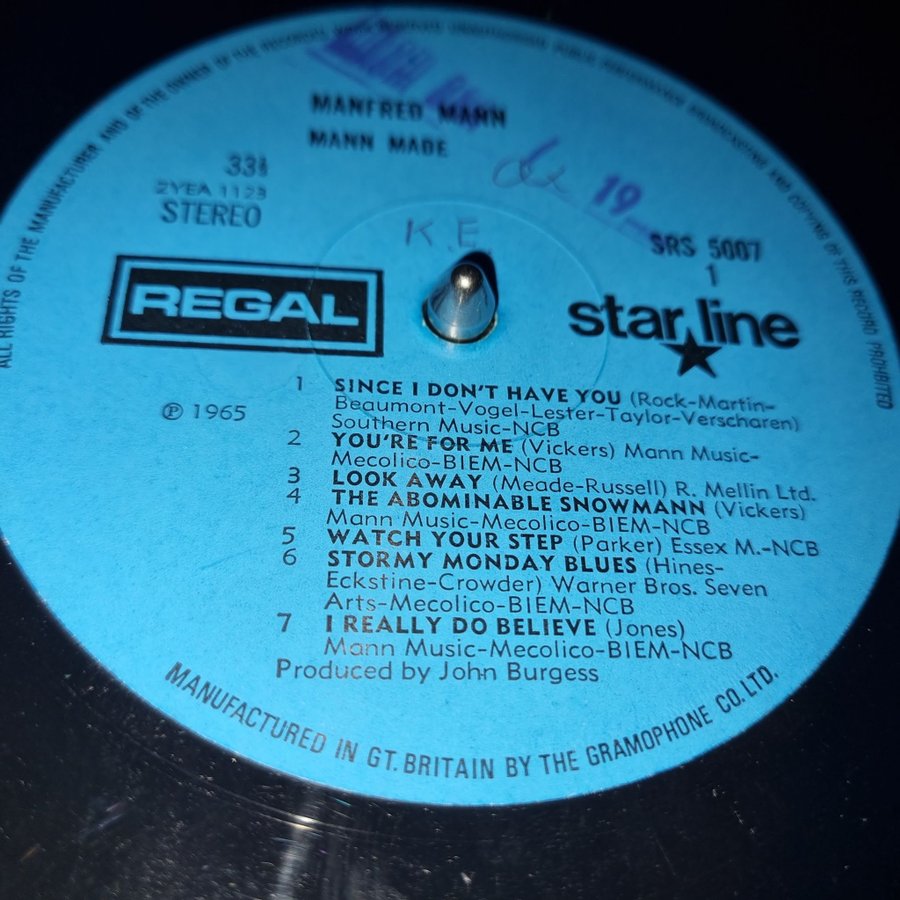 ALL RIGHTS OF THE MANUFACTURER AND OF THE OWNER OF THE RECORDED WORK RESERVED UNAUTHORISED PUBLIC PERFORMANCE BROADCASTING AND COPYING OF THIS RECORD PROHIBITED
MANFRED MANN
MANN MADE
33⅓
2YEA 1123
STEREO
19
K E
SRS 5007
1
REGAL
star line
℗ 1965
1 SINCE I DON'T HAVE YOU (Rock-Martin-
Beaumont-Vogel-Lester-Taylor-Verscharen)
Southern Music-NCB
2 YOU'RE FOR ME (Vickers) Mann Music-
Mecolico-BIEM-NCB
3 LOOK AWAY (Meade-Russell) R. Mellin Ltd.
4 THE ABOMINABLE SNOWMANN (Vickers)
Mann Music-Mecolico-BIEM-NCB
5 WATCH YOUR STEP (Parker) Essex M.-NCB
6 STORMY MONDAY BLUES (Hines-
Eckstine-Crowder) Warner Bros. Seven
Arts-Mecolico-BIEM-NCB
7 I REALLY DO BELIEVE (Jones)
Mann Music-Mecolico-BIEM-NCB
Produced by John Burgess
MANUFACTURED IN GT. BRITAIN BY THE GRAMOPHONE CO. LTD.